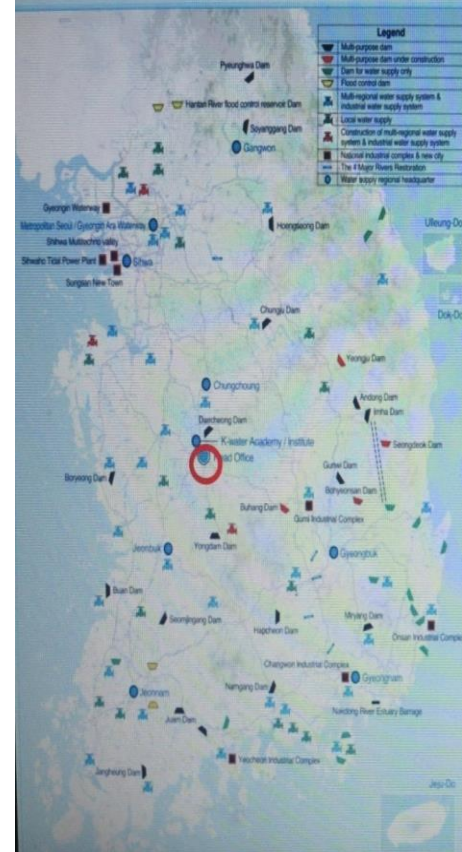 Legend
Multi-purpose dam
Multi-purpose dam under construction
Dam for water supply only
Flood control dam
Multi-regional water supply system &
industrial water supply system
Local water supply
Construction of multi-regional water supply
system & industrial water supply system
National industrial complex & new city
The 4 Major Rivers Restoration
Water supply regional headquarter
Pyeunghwa Dam
Hantan River flood control reservoir Dam
Soyanggang Dam
Gangwon
Gyeongin Waterway
Metropolitan Seoul / Gyeongin Ara Waterway
Hoengseong Dam
Ulleung-Do
Shihwa Multitechno valley
Sihwaho Tidal Power Plant
Sihwa
Songsan New Town
Dok-Do
Chungju Dam
Yeongju Dam
Chungchoung
Andong Dam
Imha Dam
Daecheong Dam
K-water Academy / Institute
Seongdeok Dam
Head Office
Gunwi Dam
Boryeong Dam
Bohyeonsan Dam
Buhang Dam
Gumi Industrial Complex
Yongdam Dam
Jeonbuk
Gyeongbuk
Buan Dam
Seomjingang Dam
Hapcheon Dam
Miryang Dam
Onsan Industrial Complex
Changwon Industrial Complex
Gyeongnam
Jeonnam
Namgang Dam
Nakdong River Estuary Barrage
Juam Dam
Yeocheon Industrial Complex
Jangheung Dam
Jeju-Do